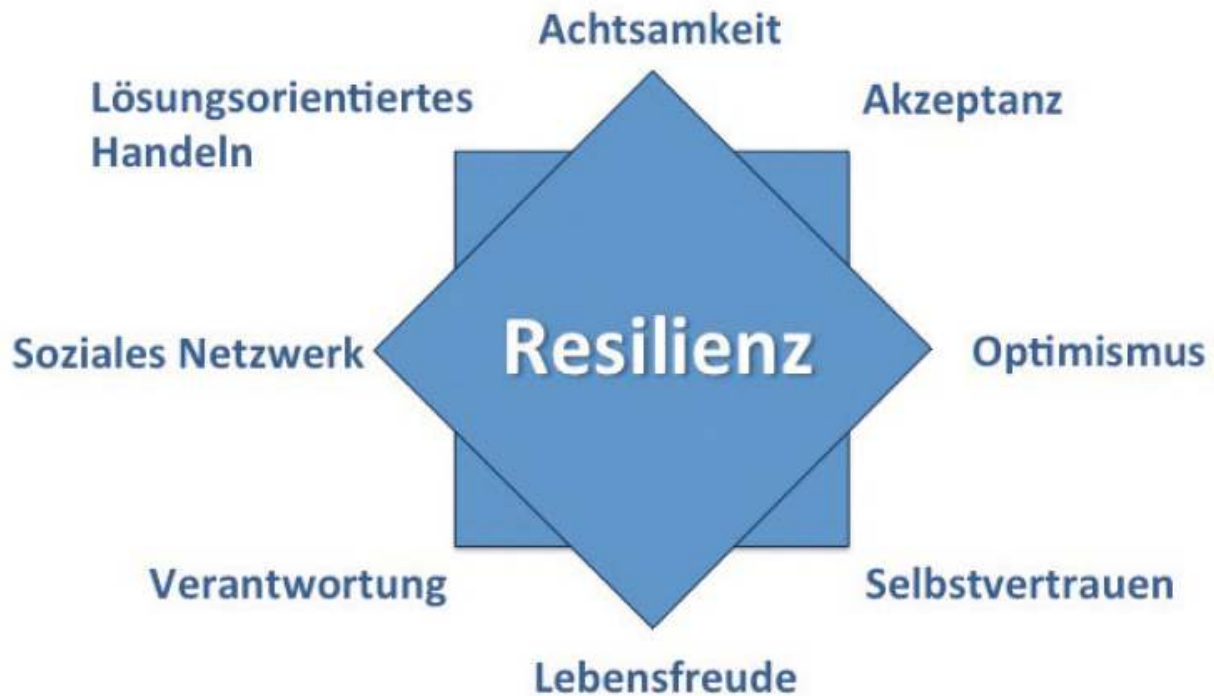 Achtsamkeit
Lösungsorientiertes
Handeln
Akzeptanz
Soziales Netzwerk
Resilienz
Optimismus
Verantwortung
Selbstvertrauen
Lebensfreude